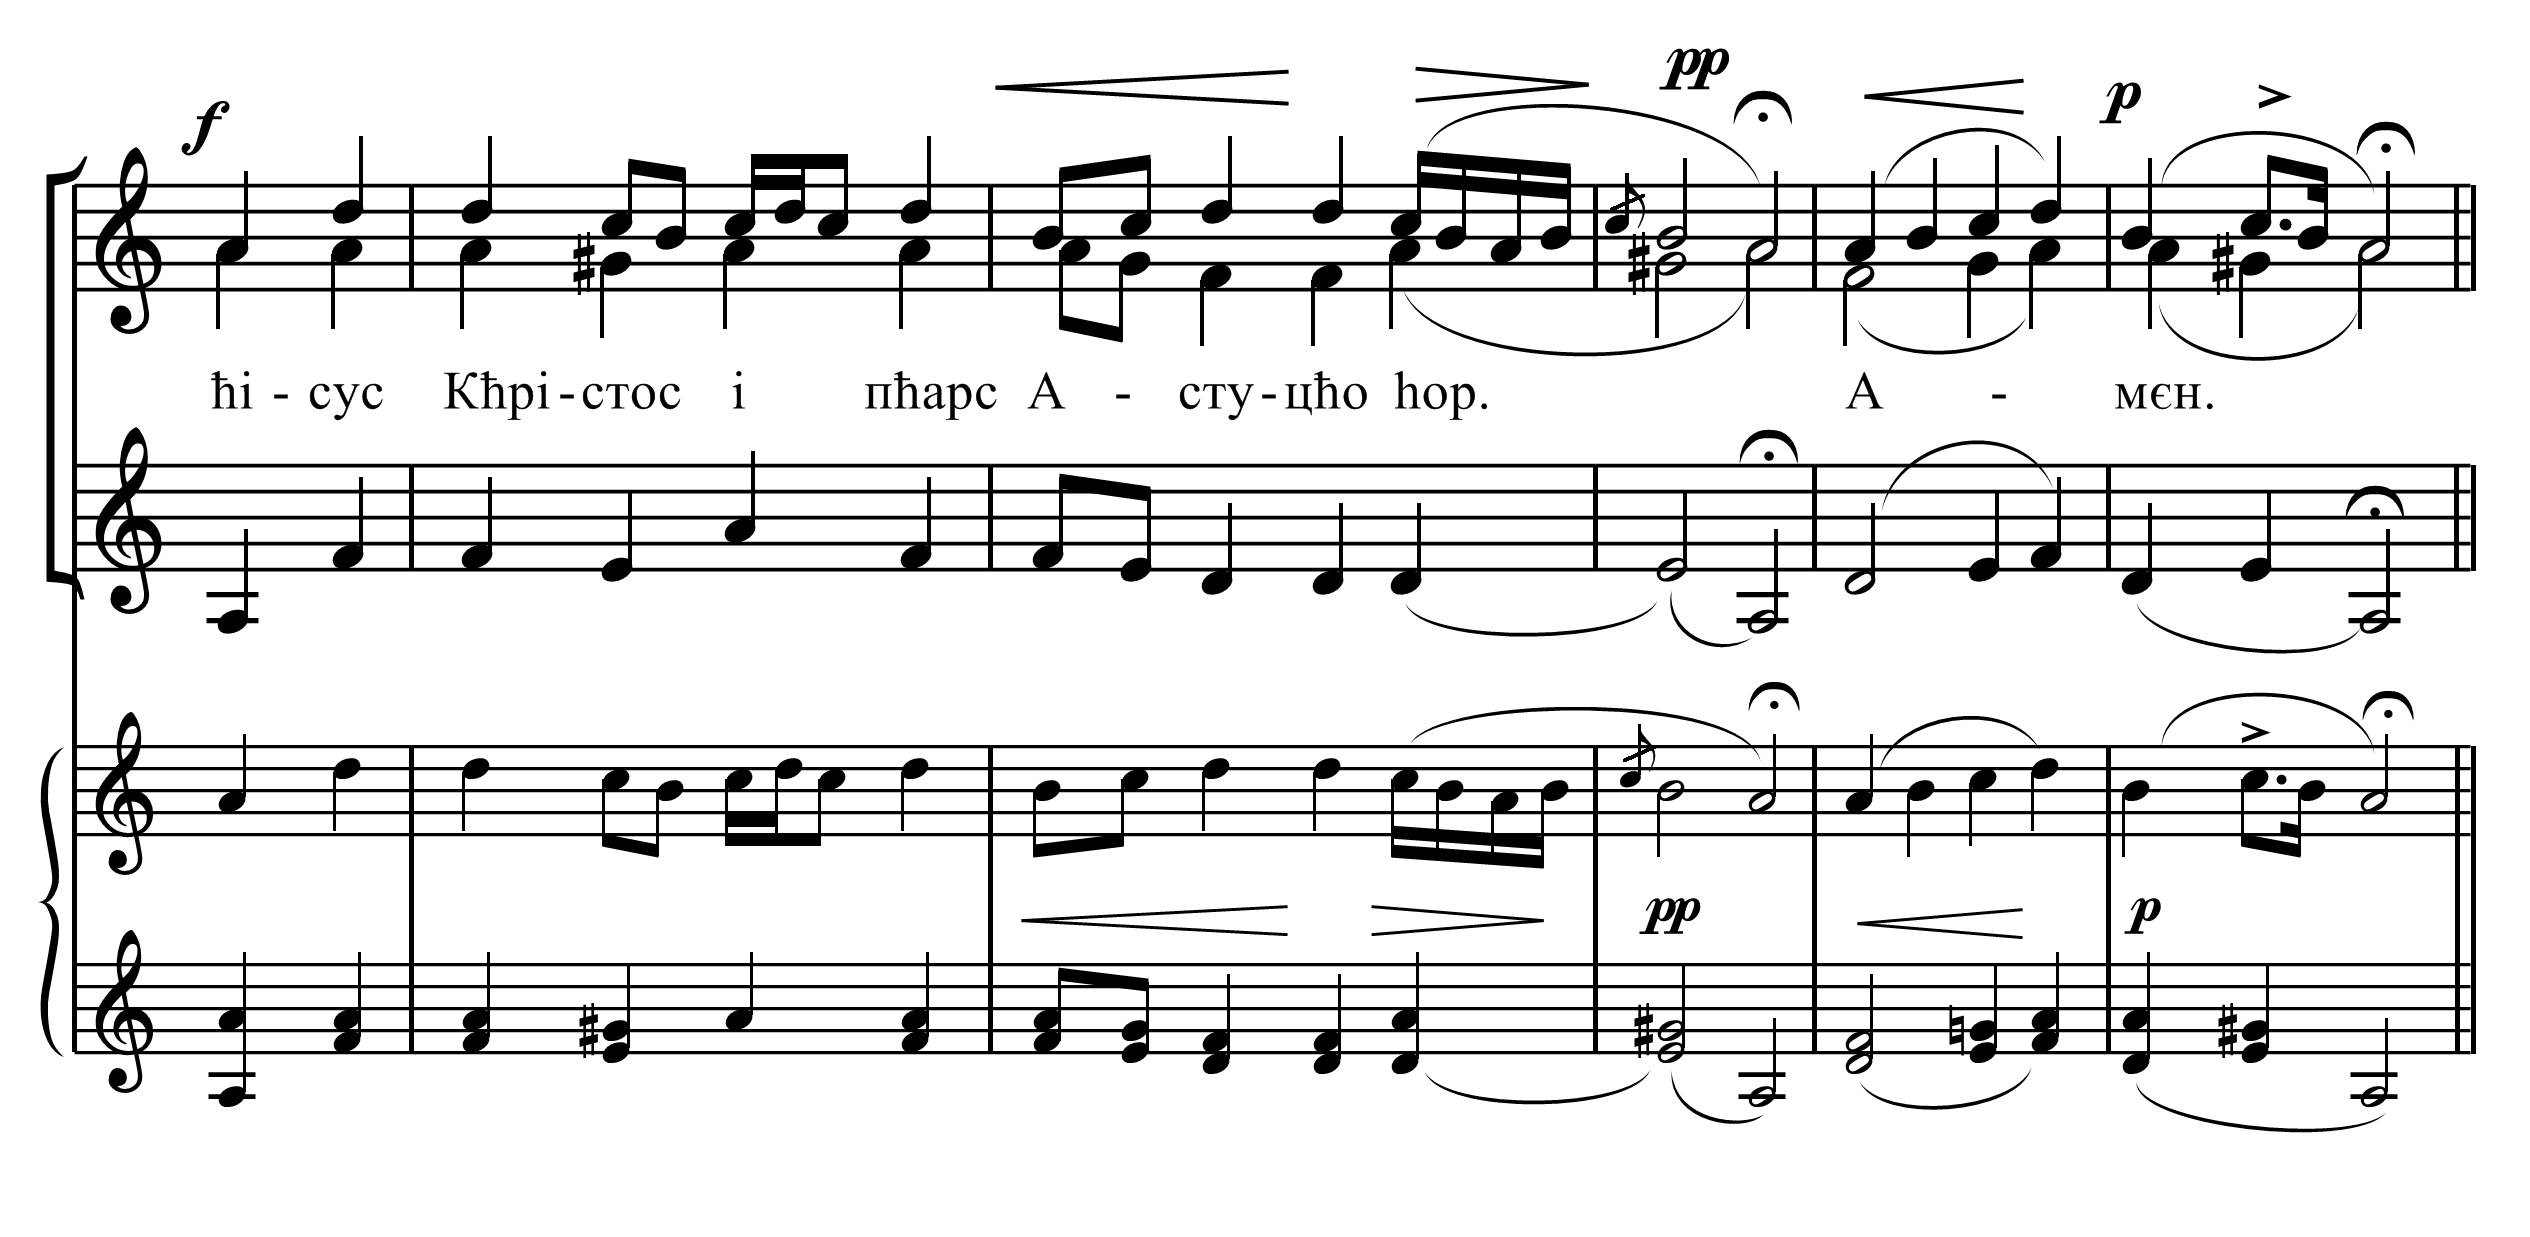 f
pp
p
ћі - сус Кћрі - стос і пћарс А - сту - цћо һор. А - мєн.
pp
p